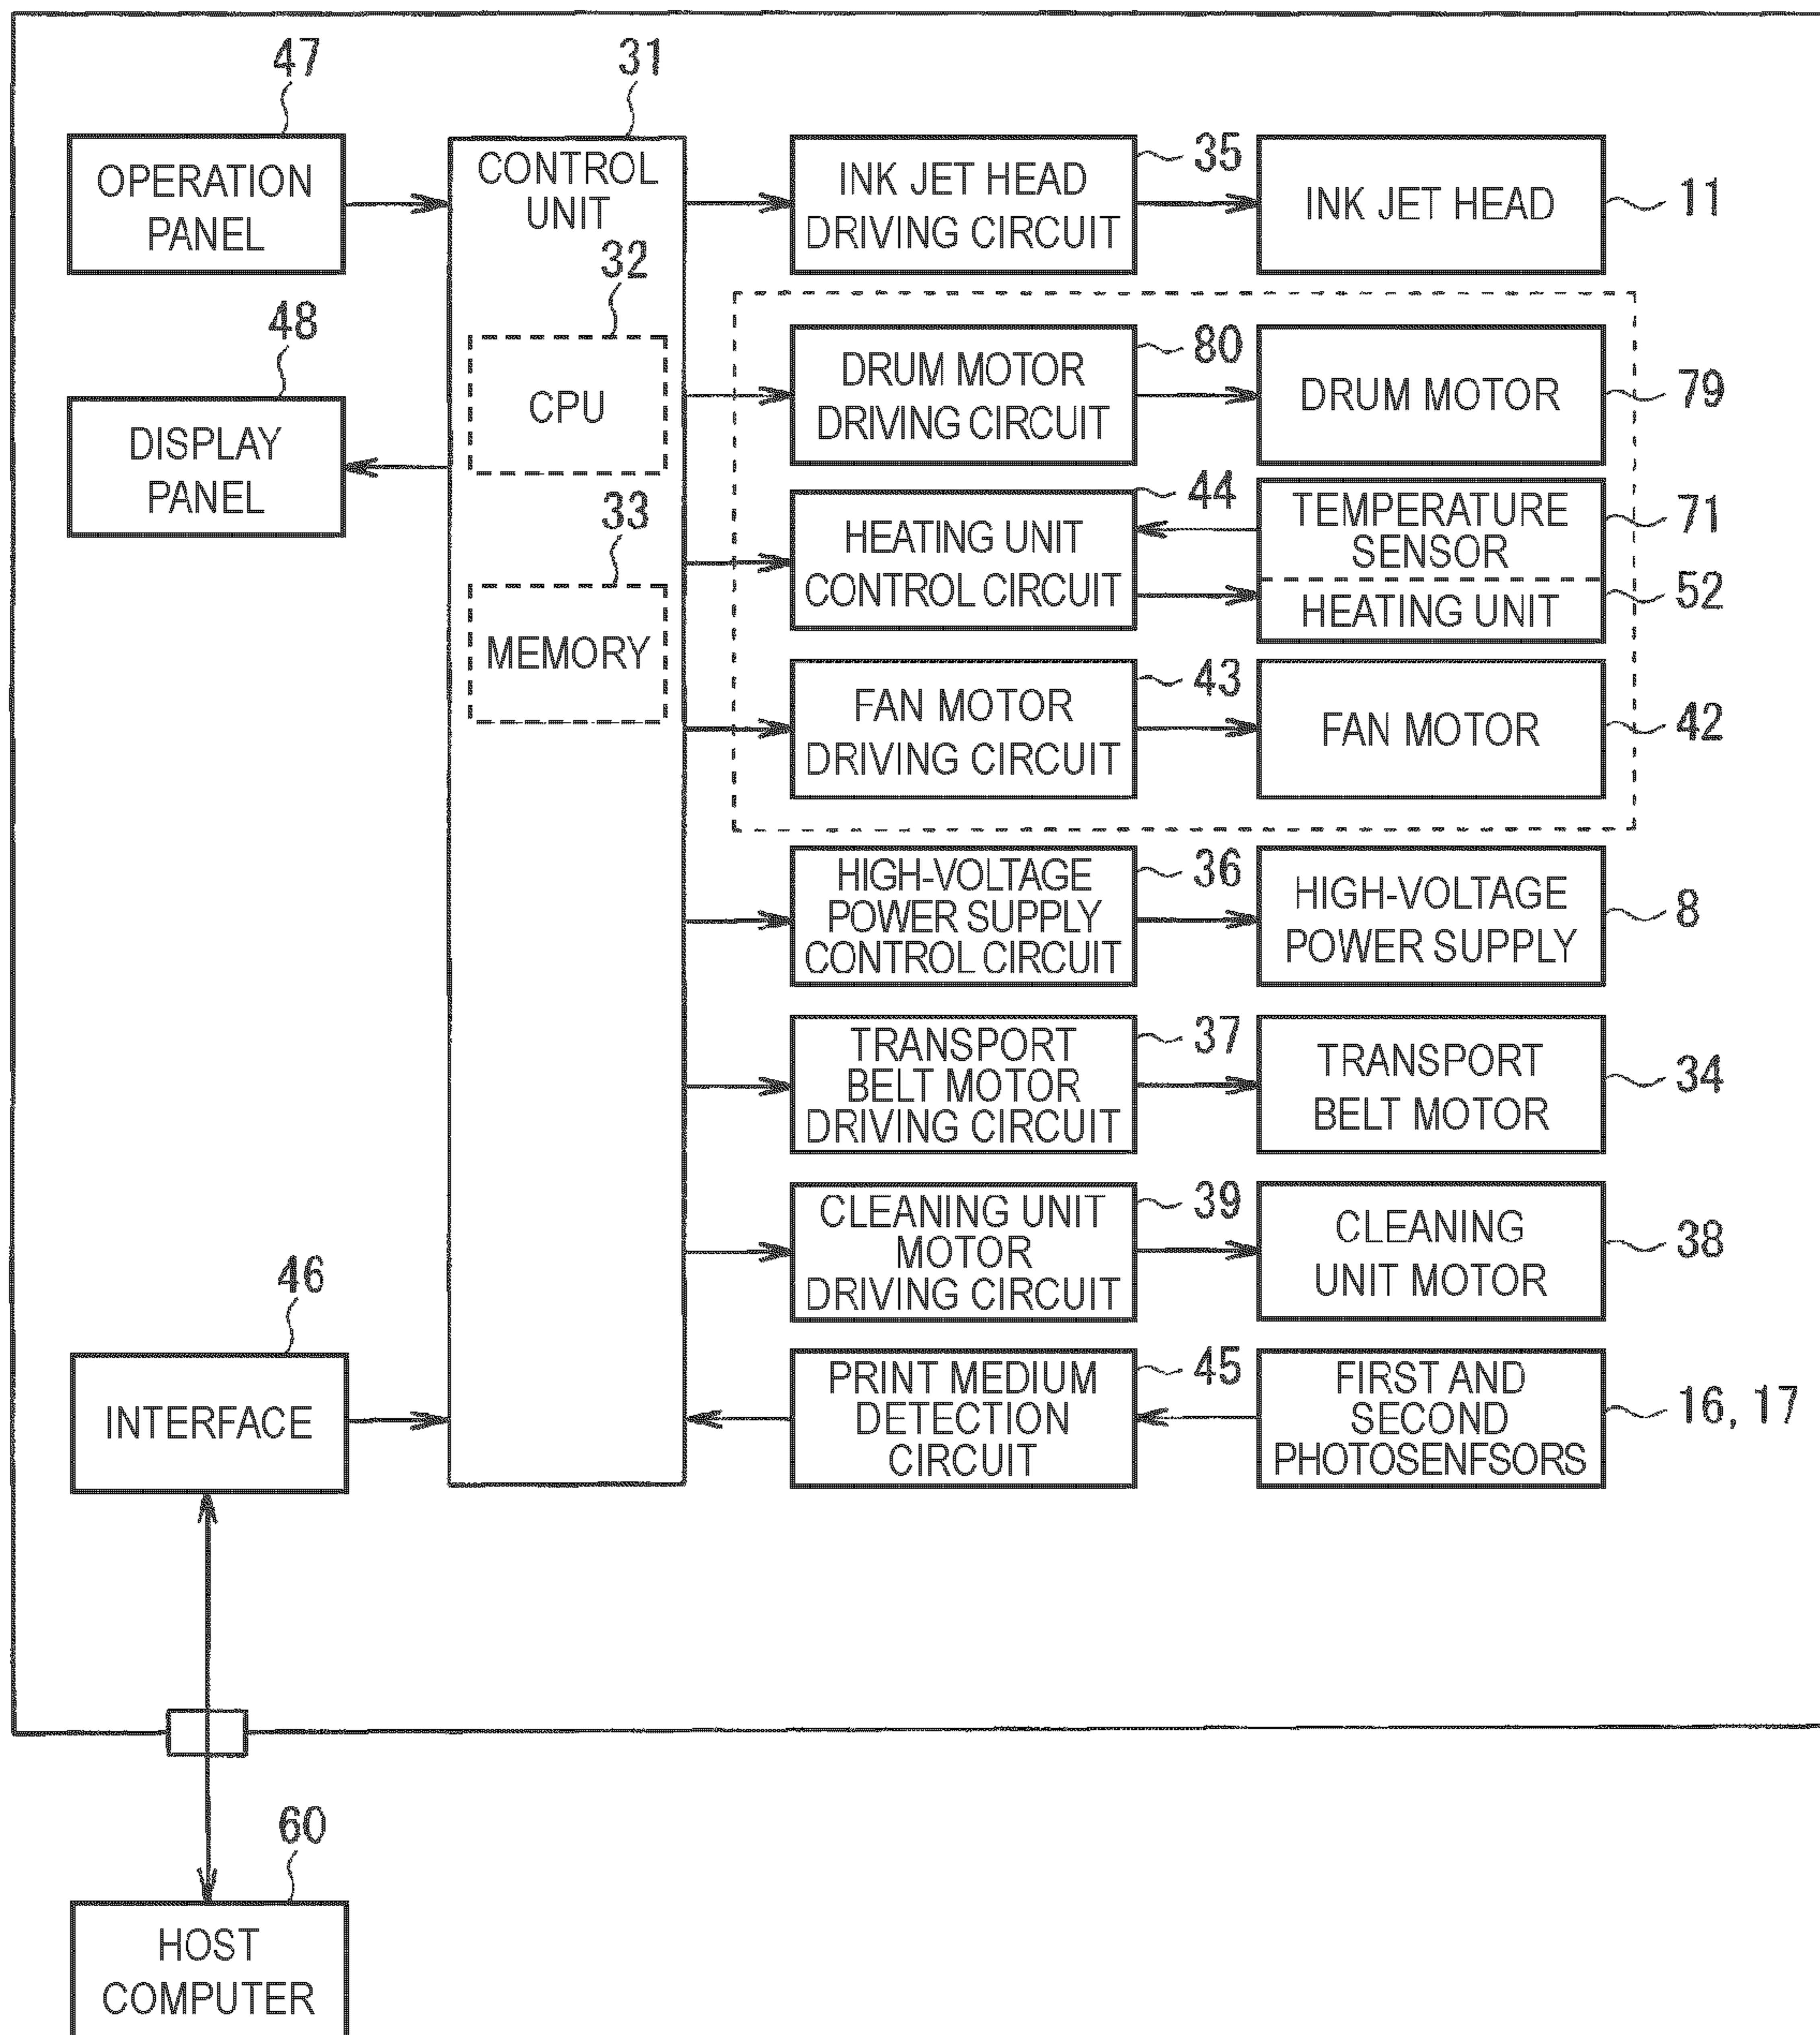 47
OPERATION
PANEL
48
DISPLAY
PANEL
31
CONTROL
UNIT
32
CPU
33
MEMORY
35
INK JET HEAD
DRIVING CIRCUIT
INK JET HEAD
11
80
DRUM MOTOR
DRIVING CIRCUIT
DRUM MOTOR
79
44
HEATING UNIT
CONTROL CIRCUIT
TEMPERATURE
SENSOR
71
HEATING UNIT
52
43
FAN MOTOR
DRIVING CIRCUIT
FAN MOTOR
42
36
HIGH-VOLTAGE
POWER SUPPLY
CONTROL CIRCUIT
HIGH-VOLTAGE
POWER SUPPLY
8
37
TRANSPORT
BELT MOTOR
DRIVING CIRCUIT
TRANSPORT
BELT MOTOR
34
39
CLEANING UNIT
MOTOR
DRIVING CIRCUIT
CLEANING
UNIT MOTOR
38
45
PRINT MEDIUM
DETECTION
CIRCUIT
FIRST AND
SECOND
PHOTOSENFSORS
16, 17
46
INTERFACE
60
HOST
COMPUTER